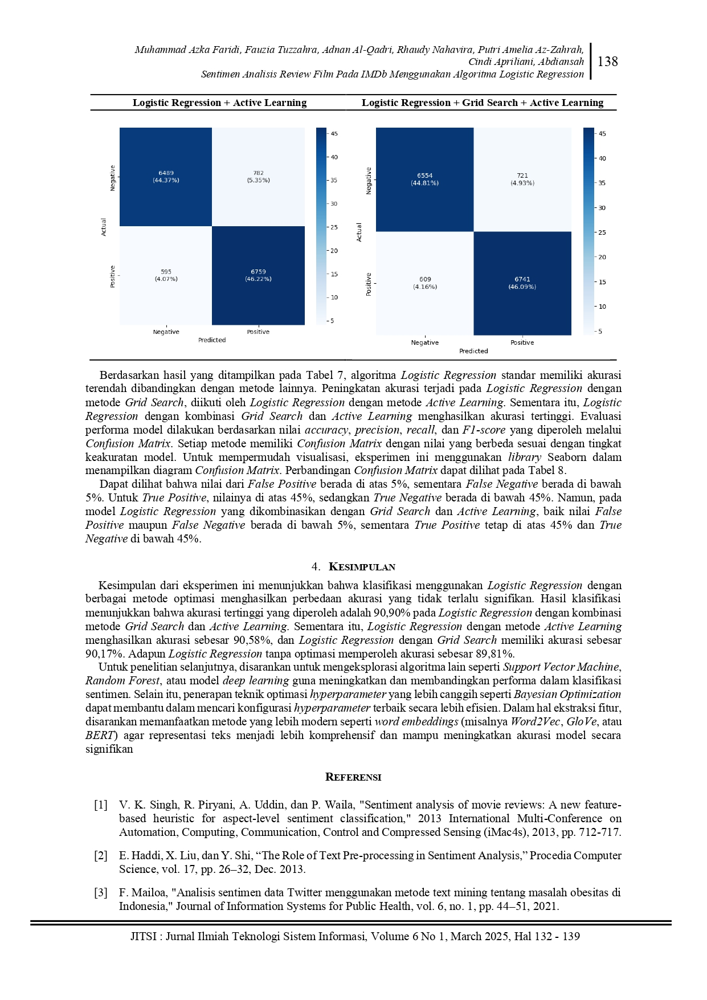 Muhammad Azka Faridi, Fauzia Tuzzahra, Adnan Al-Qadri, Rhaudy Nahavira, Putri Amelia Az-Zahrah,
Cindi Apriliani, Abdiansah
Sentimen Analisis Review Film Pada IMDb Menggunakan Algoritma Logistic Regression
138
Logistic Regression + Active Learning
Negative
Positive
Actual
6489
(44.37%)
782
(5.35%)
595
(4.07%)
6759
(46.22%)
Negative
Positive
Predicted
45
40
35
30
25
20
15
10
5
Logistic Regression + Grid Search + Active Learning
Negative
Positive
Actual
6554
(44.81%)
721
(4.93%)
609
(4.16%)
6741
(46.09%)
Negative
Positive
Predicted
45
40
35
30
25
20
15
10
5
Berdasarkan hasil yang ditampilkan pada Tabel 7, algoritma Logistic Regression standar memiliki akurasi
terendah dibandingkan dengan metode lainnya. Peningkatan akurasi terjadi pada Logistic Regression dengan
metode Grid Search, diikuti oleh Logistic Regression dengan metode Active Learning. Sementara itu, Logistic
Regression dengan kombinasi Grid Search dan Active Learning menghasilkan akurasi tertinggi. Evaluasi
performa model dilakukan berdasarkan nilai accuracy, precision, recall, dan F1-score yang diperoleh melalui
Confusion Matrix. Setiap metode memiliki Confusion Matrix dengan nilai yang berbeda sesuai dengan tingkat
keakuratan model. Untuk mempermudah visualisasi, eksperimen ini menggunakan library Seaborn dalam
menampilkan diagram Confusion Matrix. Perbandingan Confusion Matrix dapat dilihat pada Tabel 8.
Dapat dilihat bahwa nilai dari False Positive berada di atas 5%, sementara False Negative berada di bawah
5%. Untuk True Positive, nilainya di atas 45%, sedangkan True Negative berada di bawah 45%. Namun, pada
model Logistic Regression yang dikombinasikan dengan Grid Search dan Active Learning, baik nilai False
Positive maupun False Negative berada di bawah 5%, sementara True Positive tetap di atas 45% dan True
Negative di bawah 45%.
4. KESIMPULAN
Kesimpulan dari eksperimen ini menunjukkan bahwa klasifikasi menggunakan Logistic Regression dengan
berbagai metode optimasi menghasilkan perbedaan akurasi yang tidak terlalu signifikan. Hasil klasifikasi
menunjukkan bahwa akurasi tertinggi yang diperoleh adalah 90,90% pada Logistic Regression dengan kombinasi
metode Grid Search dan Active Learning. Sementara itu, Logistic Regression dengan metode Active Learning
menghasilkan akurasi sebesar 90,58%, dan Logistic Regression dengan Grid Search memiliki akurasi sebesar
90,17%. Adapun Logistic Regression tanpa optimasi memperoleh akurasi sebesar 89,81%.
Untuk penelitian selanjutnya, disarankan untuk mengeksplorasi algoritma lain seperti Support Vector Machine,
Random Forest, atau model deep learning guna meningkatkan dan membandingkan performa dalam klasifikasi
sentimen. Selain itu, penerapan teknik optimasi hyperparameter yang lebih canggih seperti Bayesian Optimization
dapat membantu dalam mencari konfigurasi hyperparameter terbaik secara lebih efisien. Dalam hal ekstraksi fitur,
disarankan memanfaatkan metode yang lebih modern seperti word embeddings (misalnya Word2Vec, GloVe, atau
BERT) agar representasi teks menjadi lebih komprehensif dan mampu meningkatkan akurasi model secara
signifikan
REFERENSI
[1] V. K. Singh, R. Piryani, A. Uddin, dan P. Waila, "Sentiment analysis of movie reviews: A new feature-
based heuristic for aspect-level sentiment classification," 2013 International Multi-Conference on
Automation, Computing, Communication, Control and Compressed Sensing (iMac4s), 2013, pp. 712-717.
[2] E. Haddi, X. Liu, dan Y. Shi, “The Role of Text Pre-processing in Sentiment Analysis,” Procedia Computer
Science, vol. 17, pp. 26–32, Dec. 2013.
[3] F. Mailoa, "Analisis sentimen data Twitter menggunakan metode text mining tentang masalah obesitas di
Indonesia," Journal of Information Systems for Public Health, vol. 6, no. 1, pp. 44–51, 2021.
JITSI : Jurnal Ilmiah Teknologi Sistem Informasi, Volume 6 No 1, March 2025, Hal 132 - 139